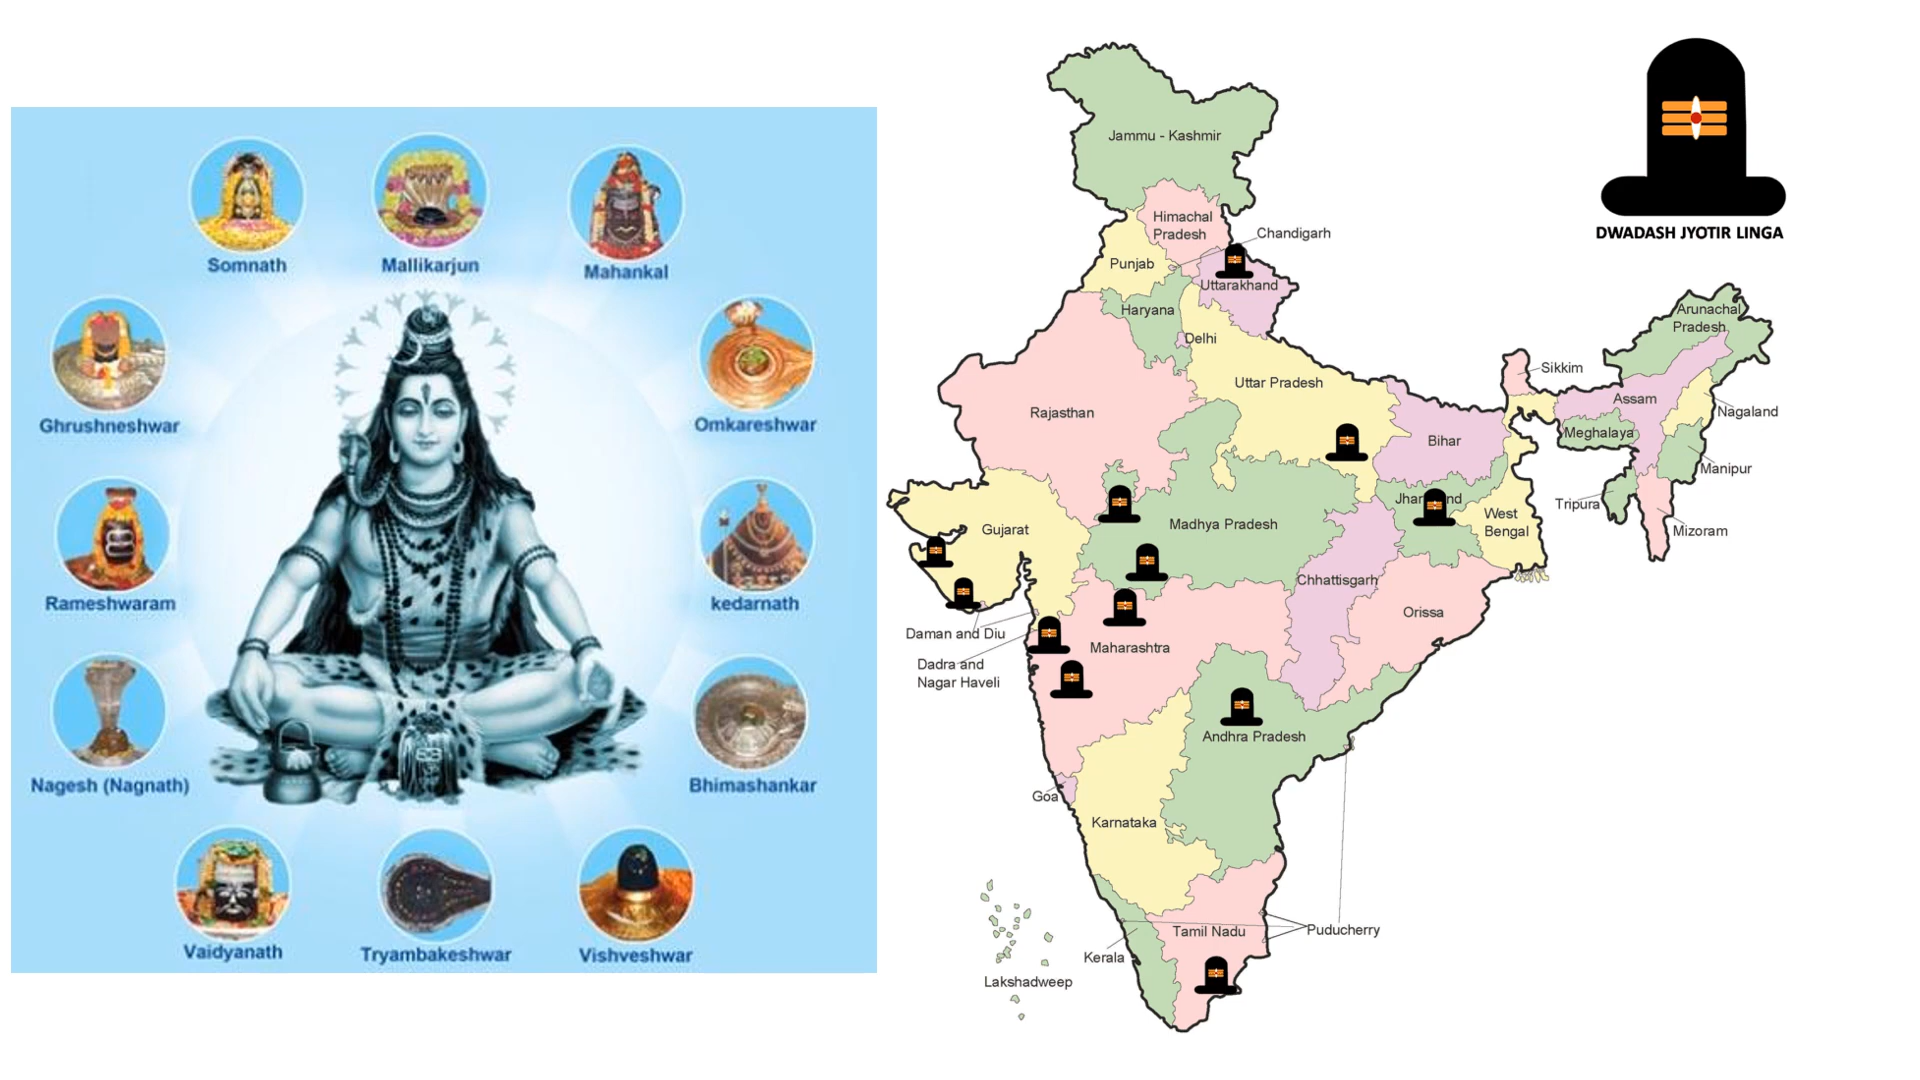 Somnath
Mallikarjun
Mahankal
Ghrushneshwar
Omkareshwar
Rameshwaram
kedarnath
Nagesh (Nagnath)
Bhimashankar
Vaidyanath
Tryambakeshwar
Vishveshwar
DWADASH JYOTIR LINGA
Jammu - Kashmir
Himachal
Pradesh
Chandigarh
Punjab
Uttarakhand
Haryana
Delhi
Arunachal
Pradesh
Sikkim
Uttar Pradesh
Rajasthan
Assam
Nagaland
Bihar
Meghalaya
Manipur
Jhar nd
Tripura
West
Bengal
Mizoram
Gujarat
Madhya Pradesh
Chhattisgarh
Orissa
Daman and Diu
Maharashtra
Dadra and
Nagar Haveli
Andhra Pradesh
Goa
Karnataka
Tamil Nadu
Puducherry
Kerala
Lakshadweep